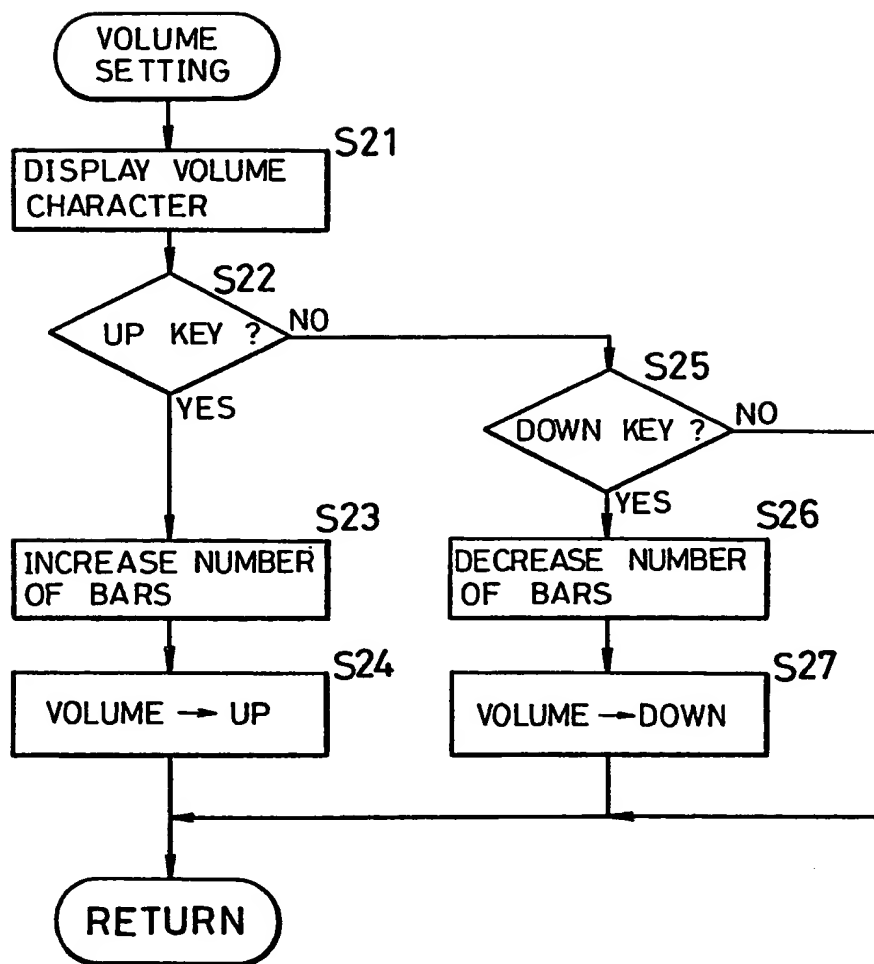 VOLUME
SETTING
S21
DISPLAY VOLUME
CHARACTER
S22
UP KEY ?
NO
YES
S25
DOWN KEY ?
NO
YES
S23
INCREASE NUMBER
OF BARS
S26
DECREASE NUMBER
OF BARS
S24
VOLUME → UP
S27
VOLUME → DOWN
RETURN